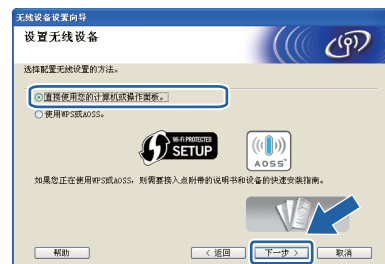 无线设备设置向导
设置无线设备
选择配置无线设置的方法。
直接使用您的计算机或操作面板。
使用WPS或AOSS。
WI-FI PROTECTED
SETUP
AOSS™
如果您正在使用WPS或AOSS，则需要接入点附带的说明书和设备的快速安装指南。
帮助
< 返回
下一步 >
取消